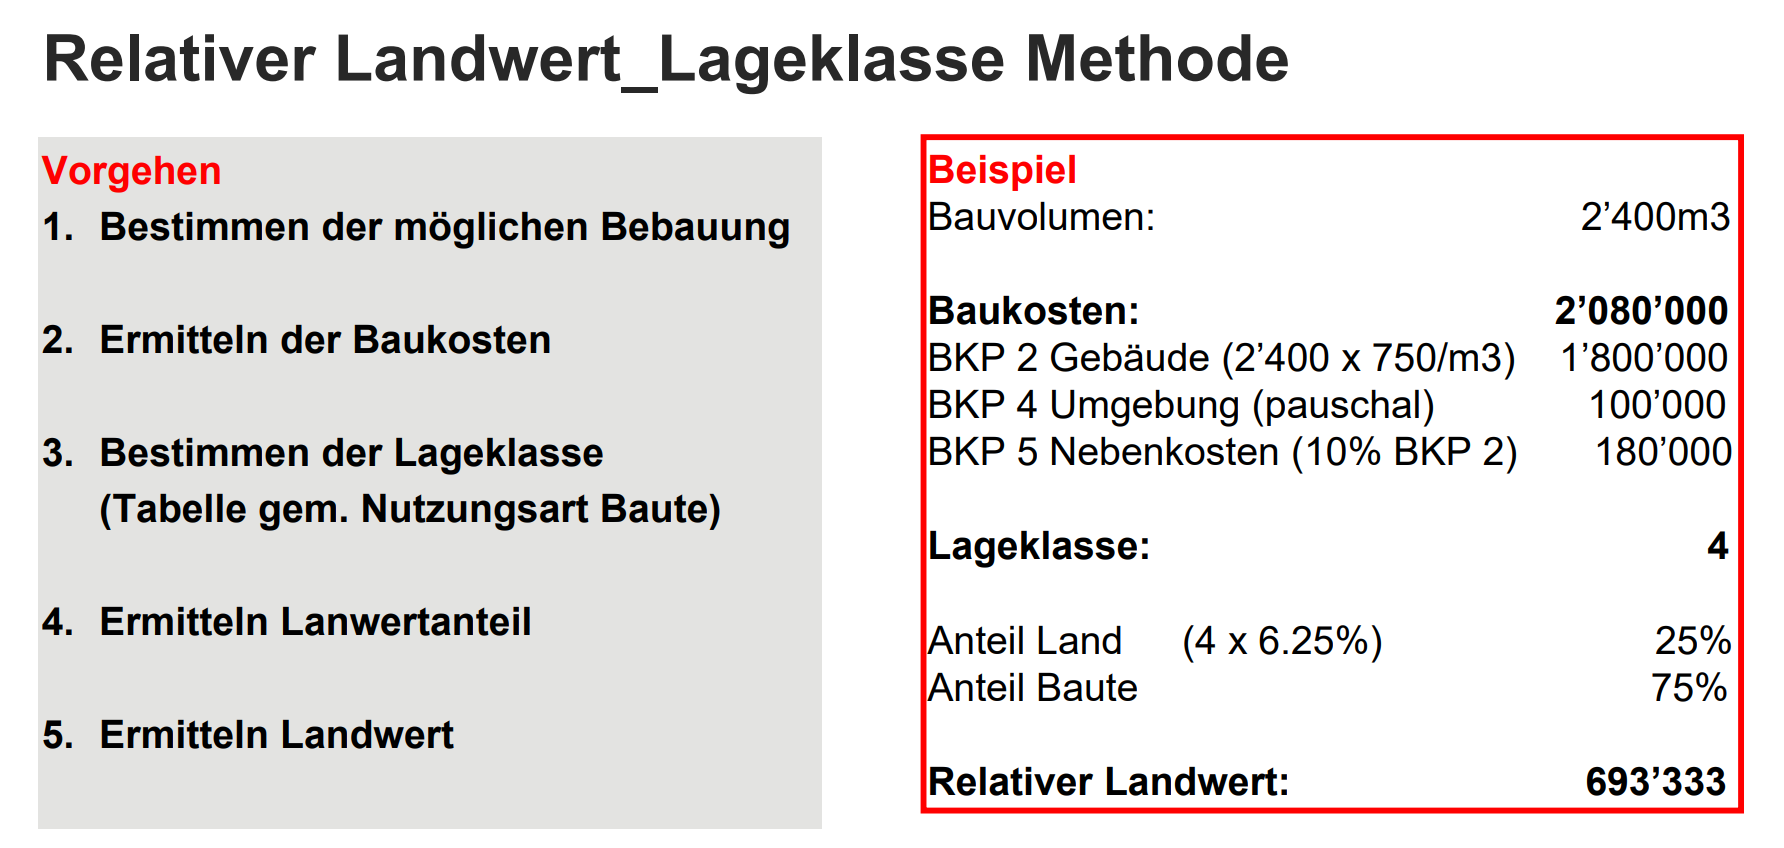 Relativer Landwert_Lageklasse Methode
Vorgehen
1. Bestimmen der möglichen Bebauung
2. Ermitteln der Baukosten
3. Bestimmen der Lageklasse
(Tabelle gem. Nutzungsart Baute)
4. Ermitteln Lanwertanteil
5. Ermitteln Landwert
Beispiel
Bauvolumen: 2’400m3
Baukosten: 2’080’000
BKP 2 Gebäude (2’400 x 750/m3) 1’800’000
BKP 4 Umgebung (pauschal) 100’000
BKP 5 Nebenkosten (10% BKP 2) 180’000
Lageklasse: 4
Anteil Land (4 x 6.25%) 25%
Anteil Baute 75%
Relativer Landwert: 693’333